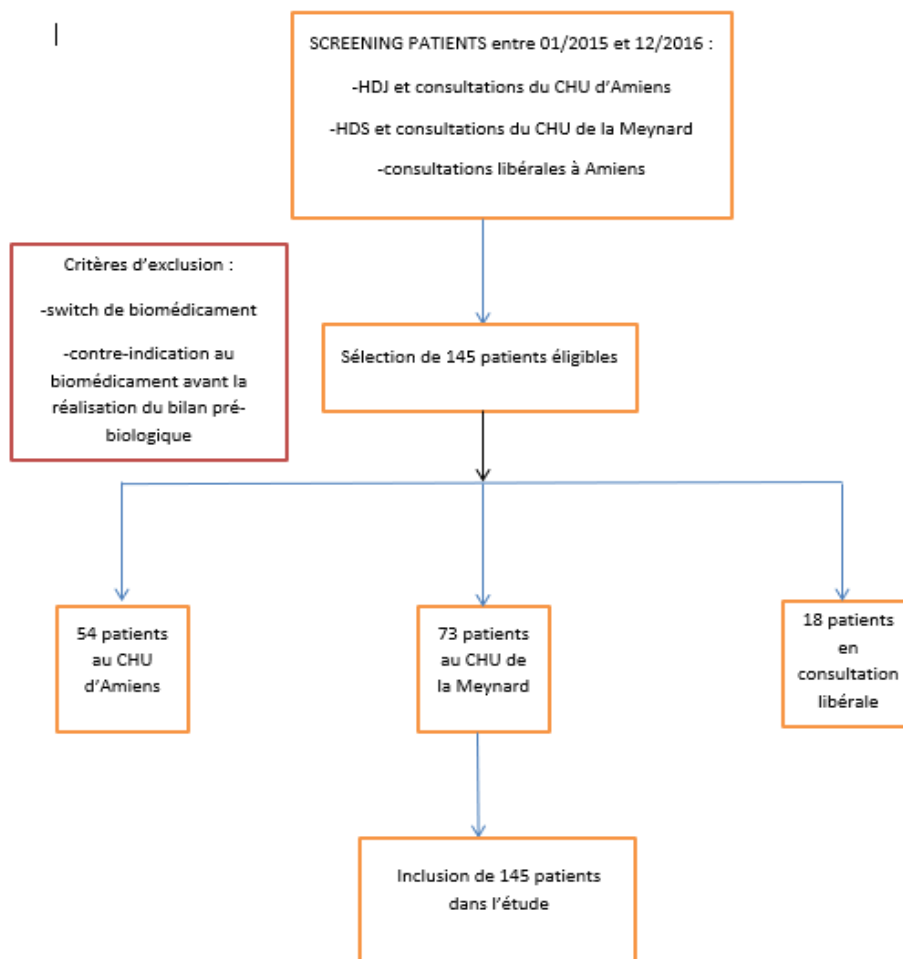 SCREENING PATIENTS entre 01/2015 et 12/2016 :
-HDJ et consultations du CHU d'Amiens
-HDS et consultations du CHU de la Meynard
-consultations libérales à Amiens
Critères d'exclusion :
-switch de biomédicament
-contre-indication au
biomédicament avant la
réalisation du bilan pré-
biologique
Sélection de 145 patients éligibles
54 patients
au CHU
d'Amiens
73 patients
au CHU de
la Meynard
18 patients
en
consultation
libérale
Inclusion de 145 patients
dans l'étude